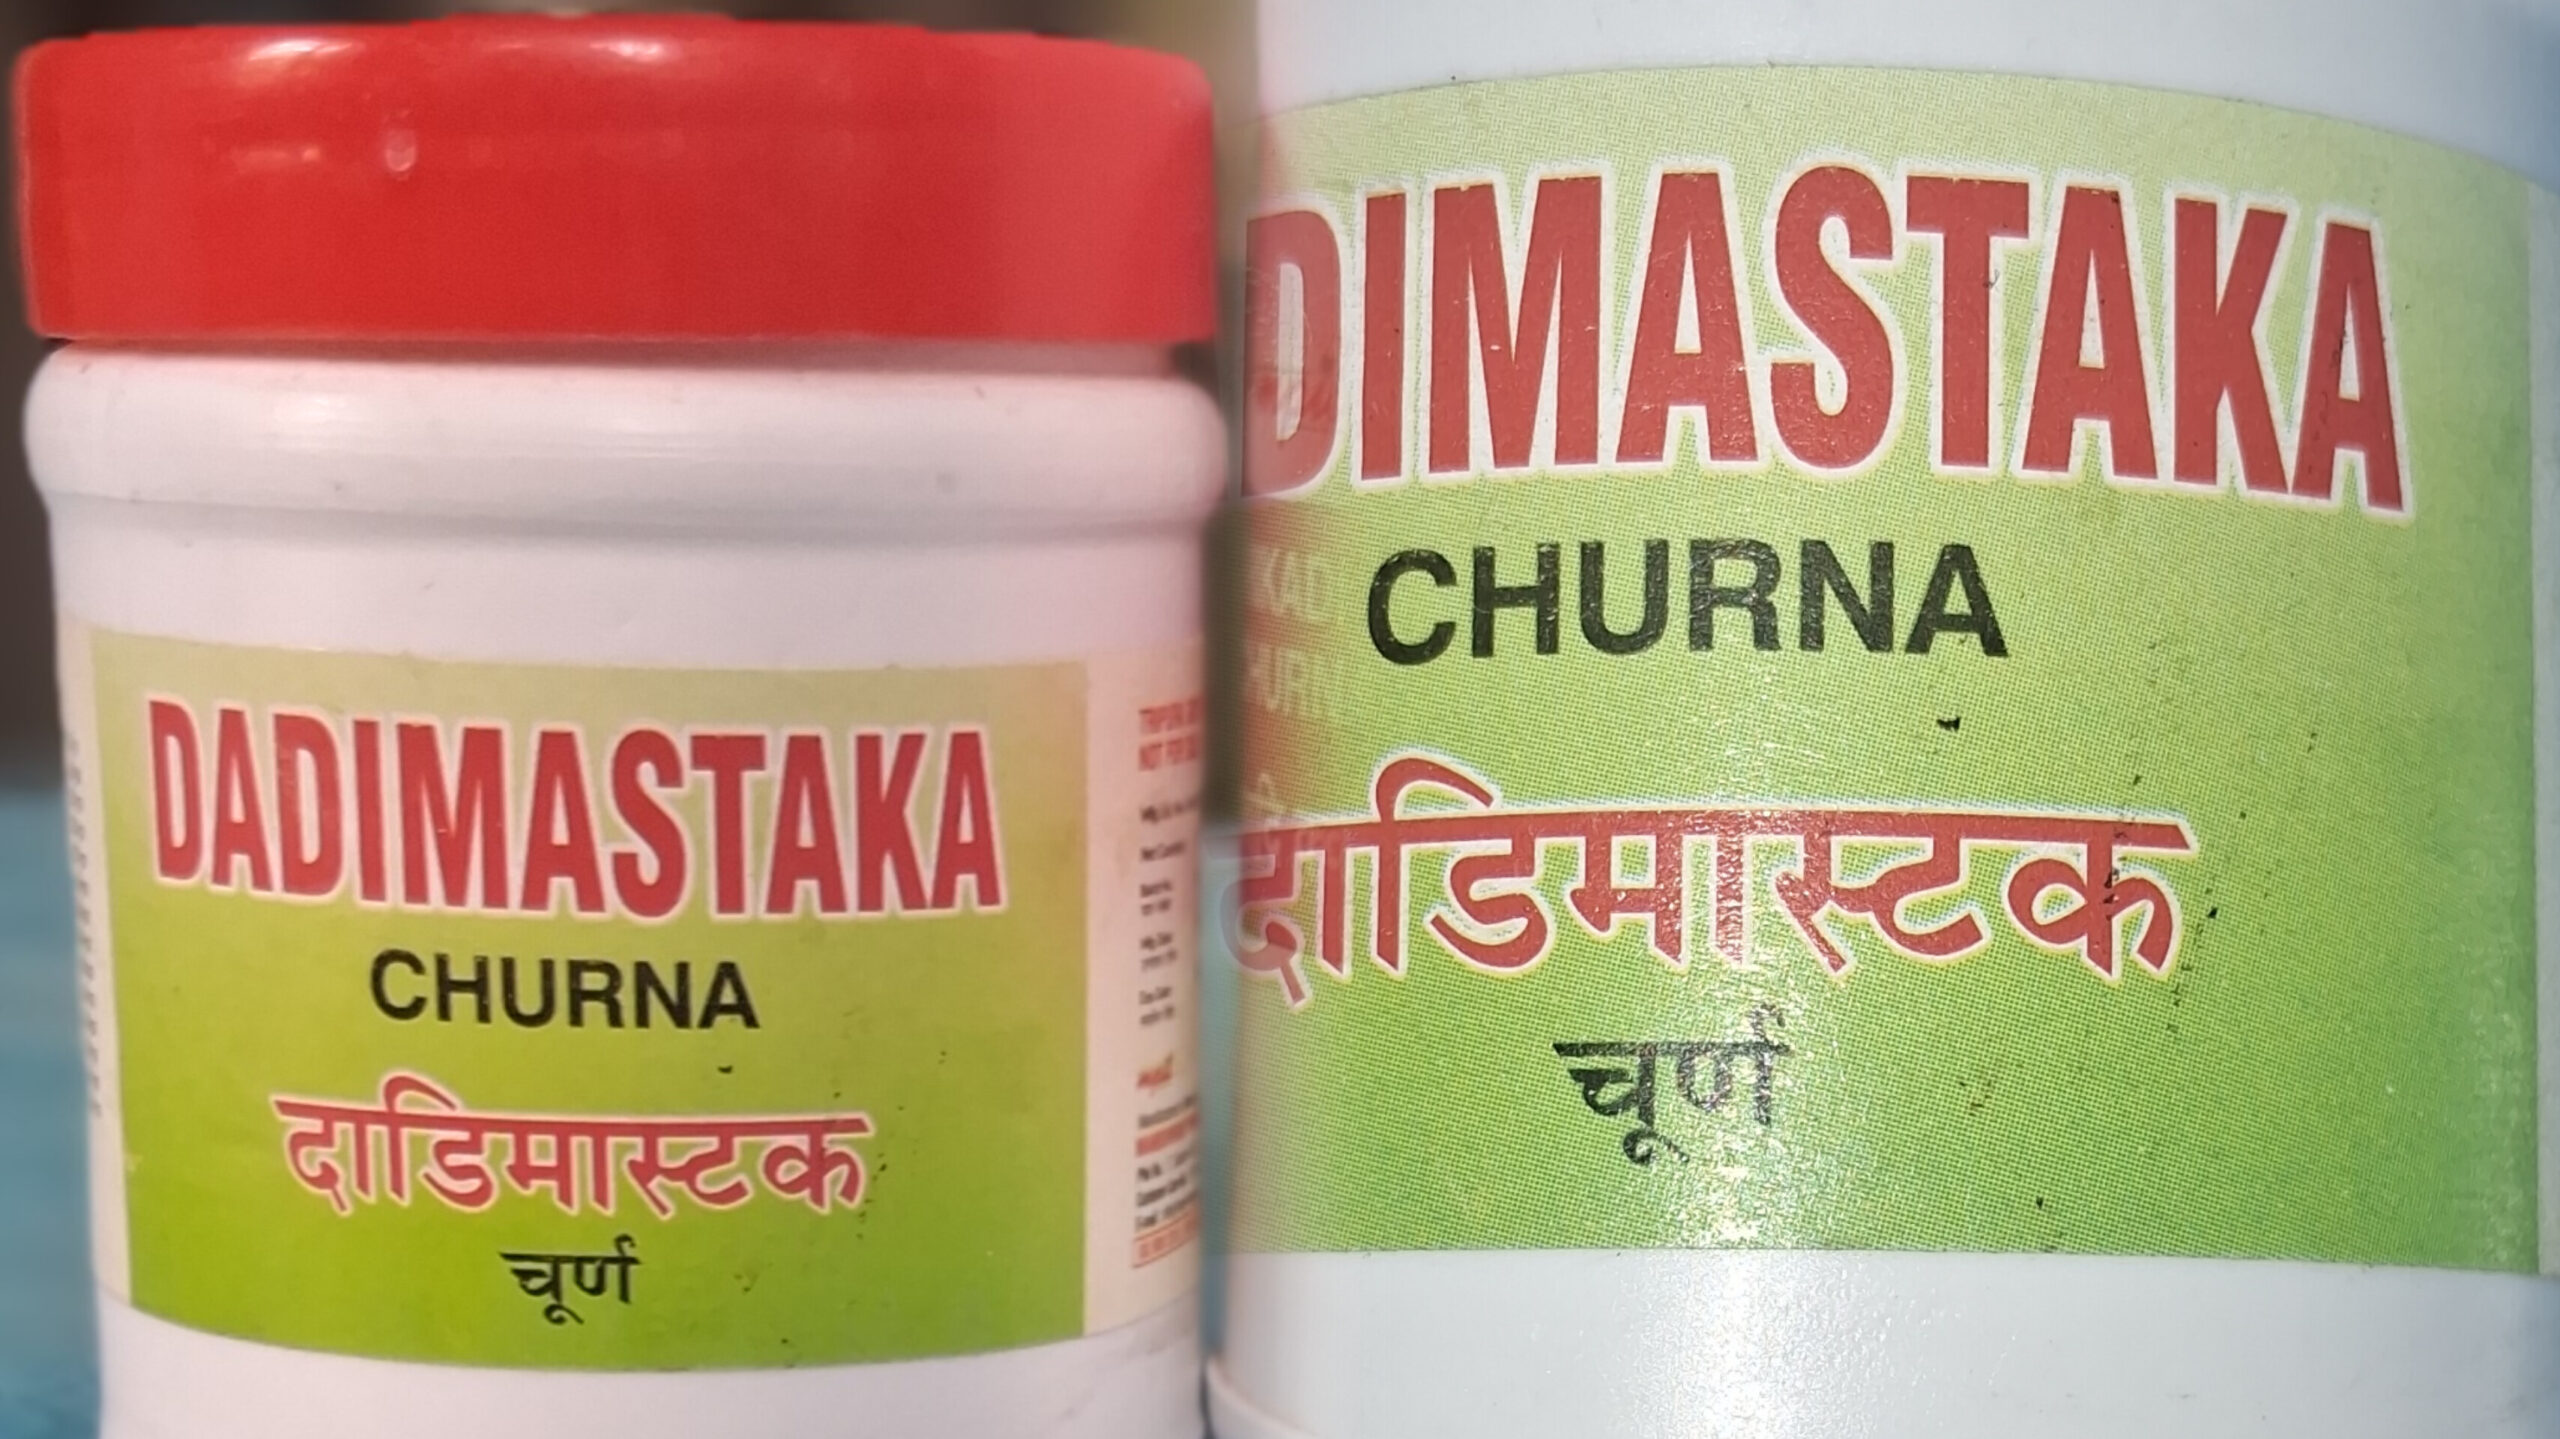 DADIMASTAKA
CHURNA
दाडिमास्टक
चूर्ण
DIMASTAKA
CHURNA
दाडिमास्टक
चूर्ण